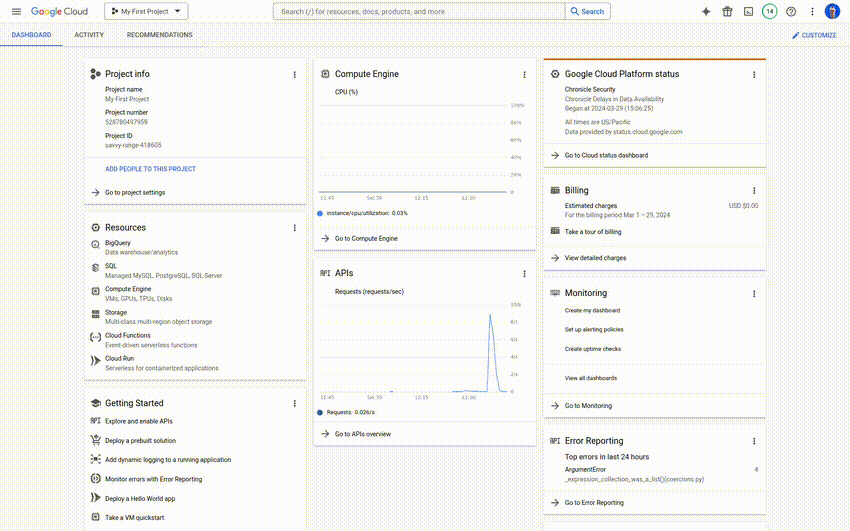 Google Cloud
My First Project
Search (/) for resources, docs, products, and more
Search
14
DASHBOARD
ACTIVITY
RECOMMENDATIONS
CUSTOMIZE
Project info
Project name
My First Project
Project number
528780497959
Project ID
savvy-range-418605
ADD PEOPLE TO THIS PROJECT
Go to project settings
Resources
BigQuery
Data warehouse/analytics
SQL
Managed MySQL, PostgreSQL, SQL Server
Compute Engine
VMs, GPUs, TPUs, Disks
Storage
Multi-class multi-region object storage
Cloud Functions
Event-driven serverless functions
Cloud Run
Serverless for containerized applications
Getting Started
API
Explore and enable APIs
Deploy a prebuilt solution
Add dynamic logging to a running application
Monitor errors with Error Reporting
Deploy a Hello World app
Take a VM quickstart
Compute Engine
CPU (%)
100%
80%
60%
40%
20%
0
11:45
Sat 30
12:15
12:30
instance/cpu/utilization: 0.03%
Go to Compute Engine
API
APIs
Requests (requests/sec)
10/s
8/s
6/s
4/s
2/s
0
11:45
Sat 30
12:15
12:30
Requests: 0.026/s
Go to APIs overview
Google Cloud Platform status
Chronicle Security
Chronicle Delays in Data Availability
Began at 2024-03-29 (15:06:25)
All times are US/Pacific
Data provided by status.cloud.google.com
Go to Cloud status dashboard
Billing
Estimated charges
USD $0.00
For the billing period Mar 1 – 29, 2024
Take a tour of billing
View detailed charges
Monitoring
Create my dashboard
Set up alerting policies
Create uptime checks
View all dashboards
Go to Monitoring
API
Error Reporting
Top errors in last 24 hours
ArgumentError
4
_expression_collection_was_a_list()(coercions.py)
Go to Error Reporting